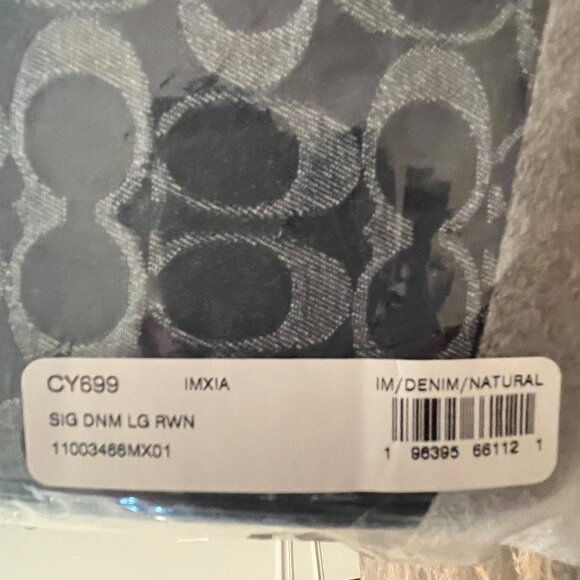 CY699 IMXIA IM/DENIM/NATURAL
SIG DNM LG RWN
11003466MX01
1 96395 66112 1